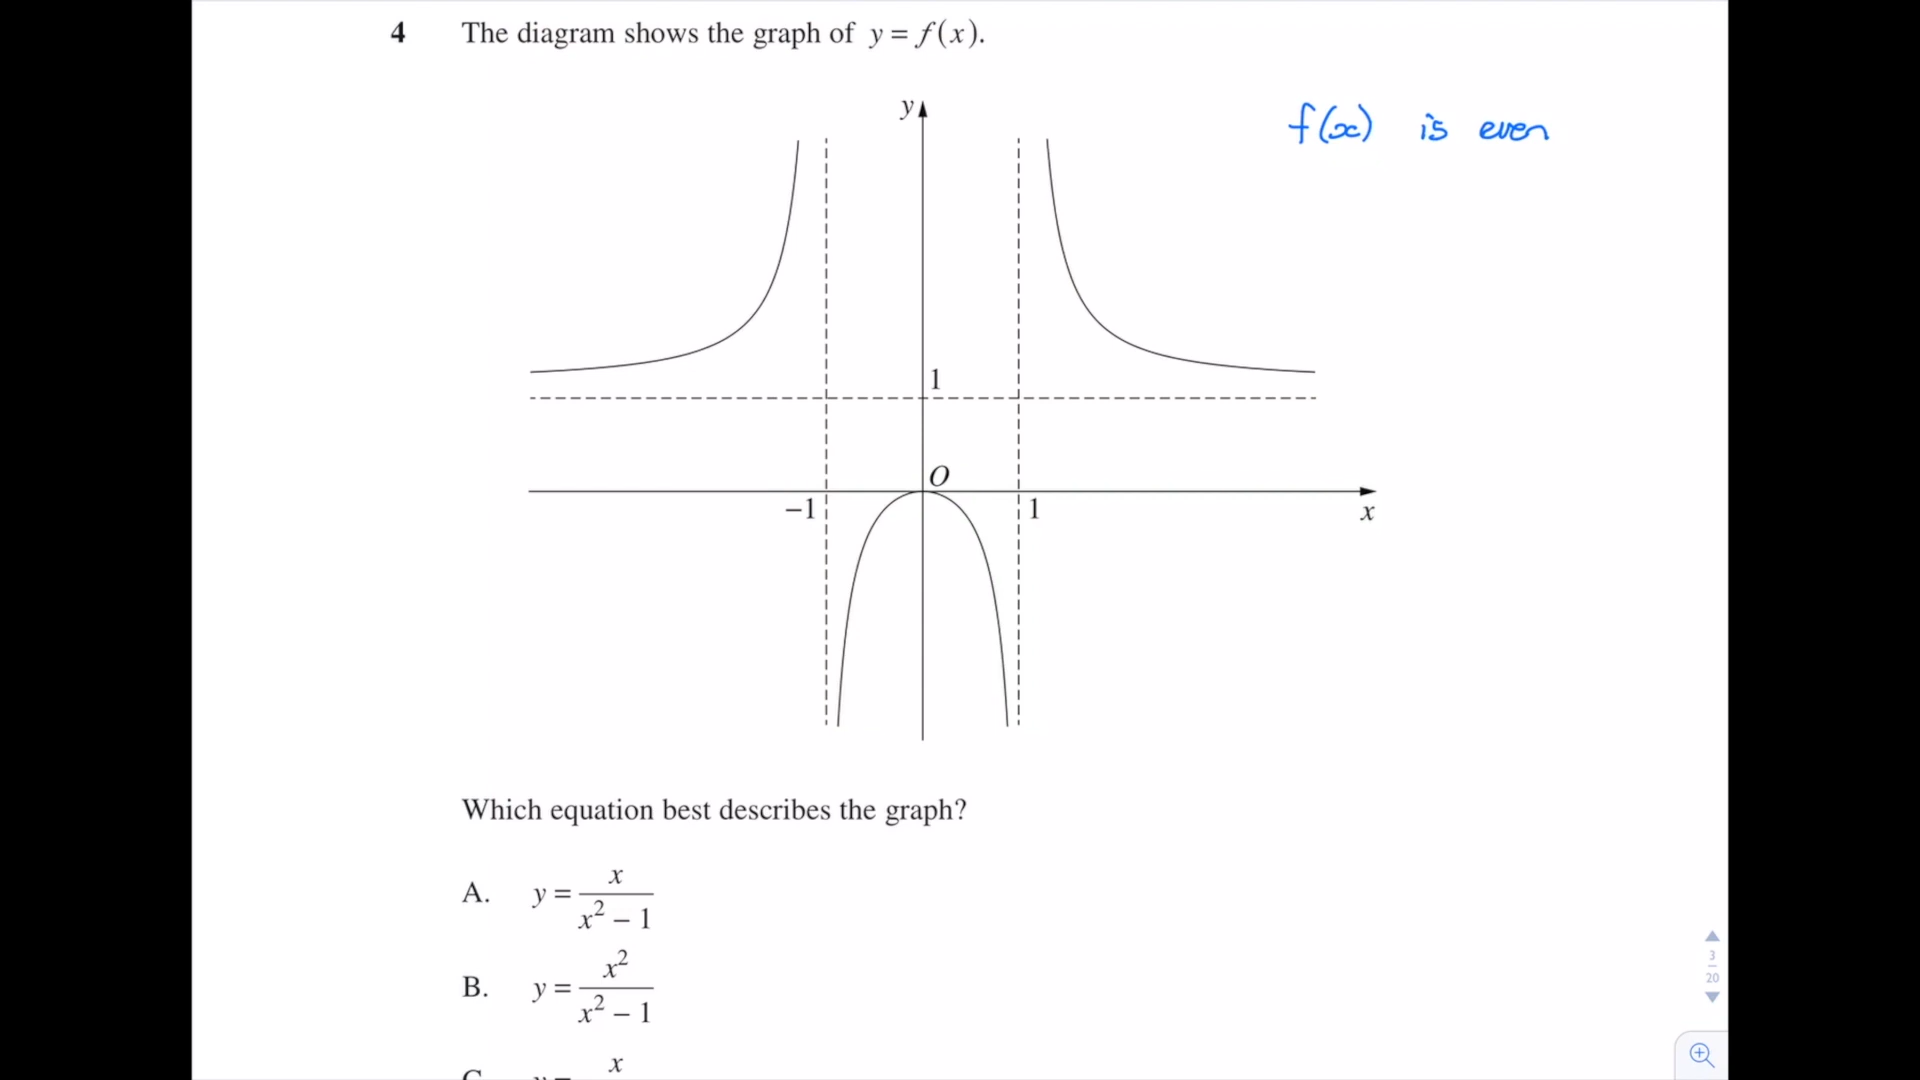 4 The diagram shows the graph of y = f(x).
f(x) is even
y
1
O
−1
1
x
Which equation best describes the graph?
A. y = x / (x² − 1)
B. y = x² / (x² − 1)
x
3
20